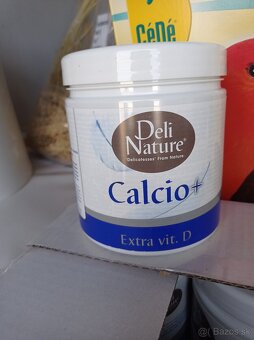 CéDé
Deli
Nature
Delicatesses® From Nature
Calcio+
Extra vit. D
@J Bazos.sk